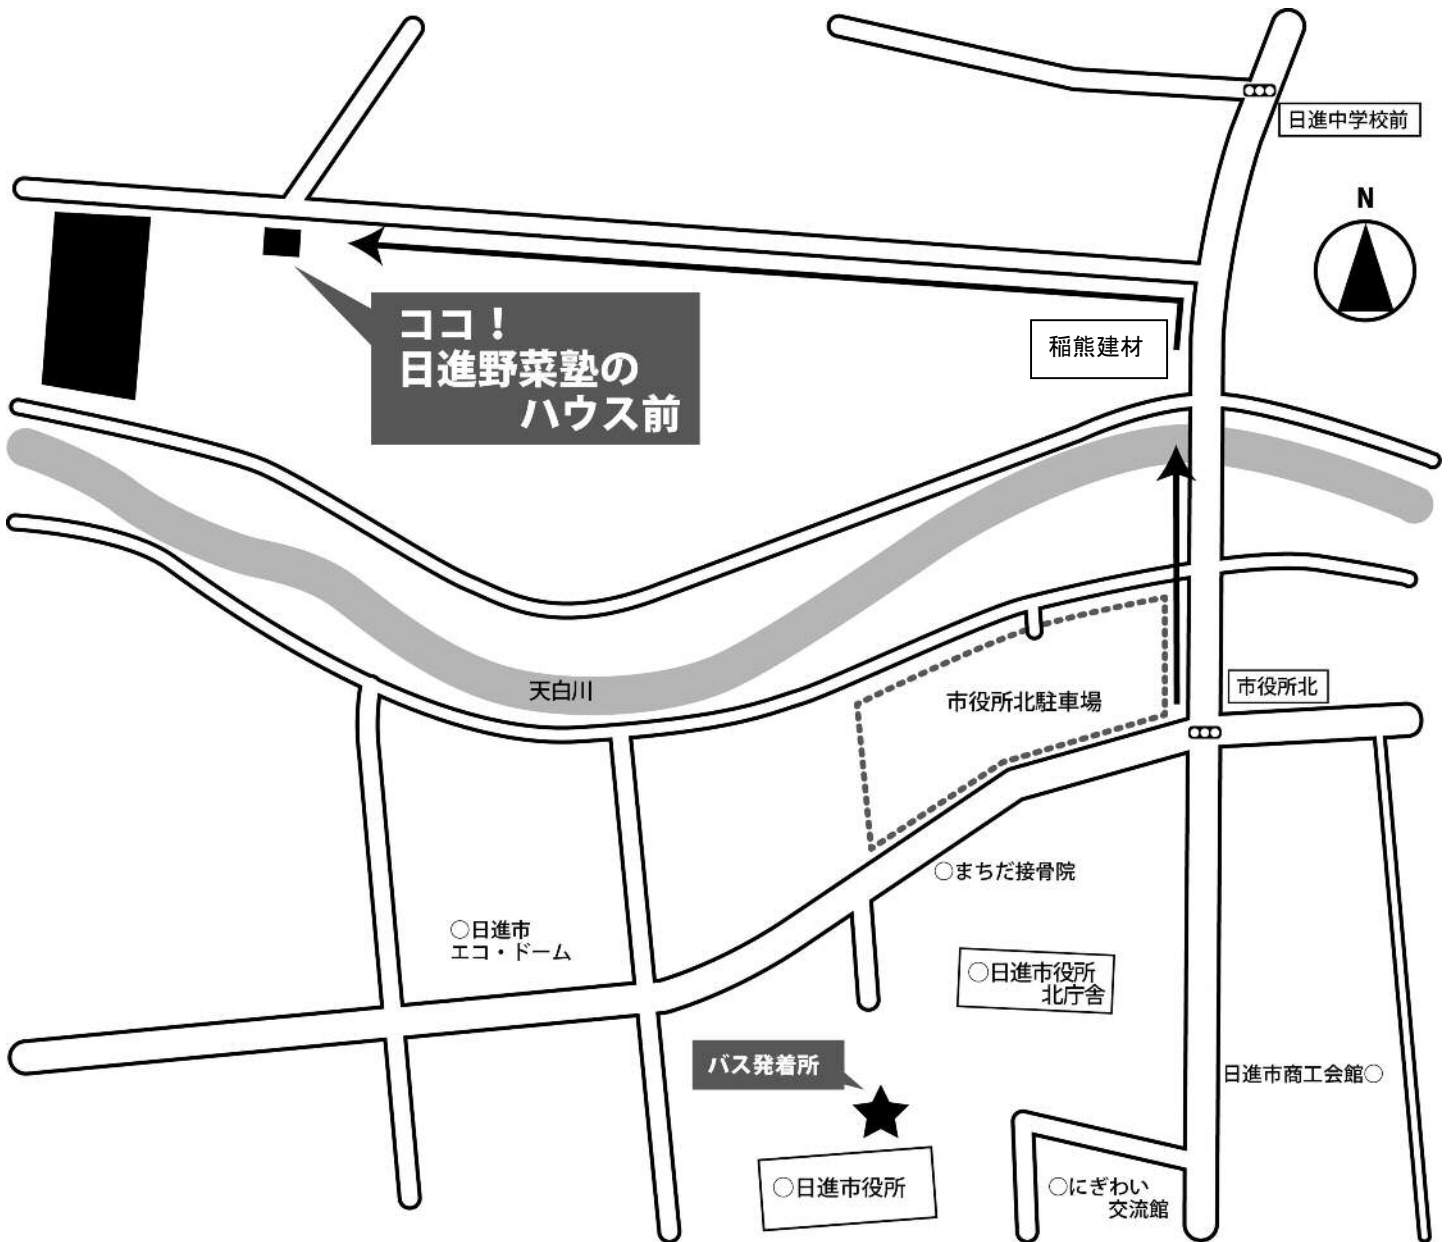 日進中学校前
N
ココ！
日進野菜塾の
ハウス前
稲熊建材
天白川
市役所北駐車場
市役所北
○まちだ接骨院
○日進市
エコ・ドーム
○日進市役所
北庁舎
バス発着所
日進市商工会館○
○日進市役所
○にぎわい
交流館